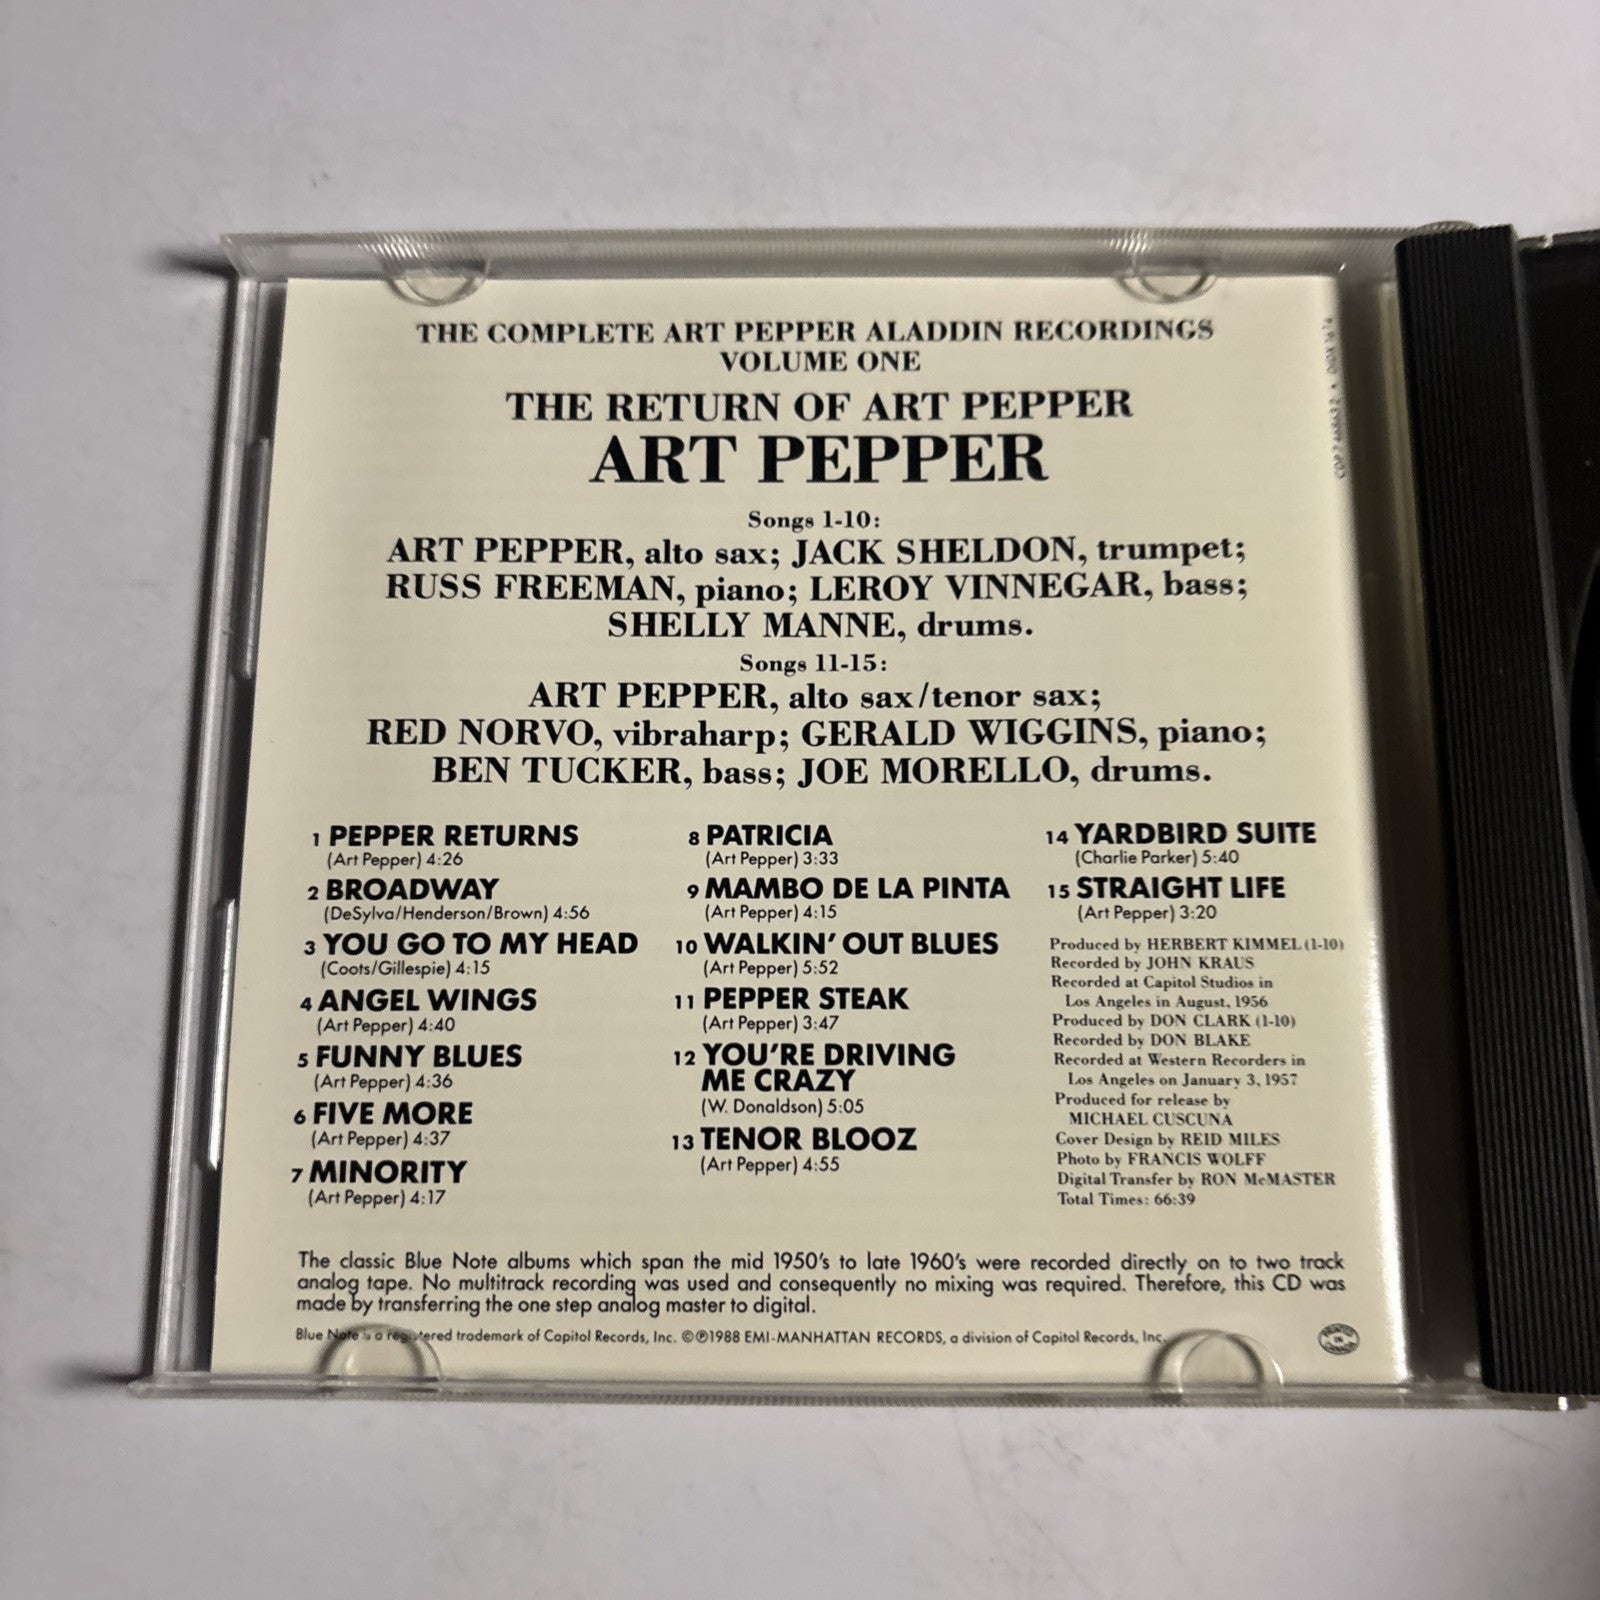 THE COMPLETE ART PEPPER ALADDIN RECORDINGS
VOLUME ONE
THE RETURN OF ART PEPPER
ART PEPPER
Songs 1-10:
ART PEPPER, alto sax; JACK SHELDON, trumpet;
RUSS FREEMAN, piano; LEROY VINNEGAR, bass;
SHELLY MANNE, drums.
Songs 11-15:
ART PEPPER, alto sax/tenor sax;
RED NORVO, vibraharp; GERALD WIGGINS, piano;
BEN TUCKER, bass; JOE MORELLO, drums.
1 PEPPER RETURNS
(Art Pepper) 4:26
2 BROADWAY
(DeSylva/Henderson/Brown) 4:56
3 YOU GO TO MY HEAD
(Coots/Gillespie) 4:15
4 ANGEL WINGS
(Art Pepper) 4:40
5 FUNNY BLUES
(Art Pepper) 4:36
6 FIVE MORE
(Art Pepper) 4:37
7 MINORITY
(Art Pepper) 4:17
8 PATRICIA
(Art Pepper) 3:33
9 MAMBO DE LA PINTA
(Art Pepper) 4:15
10 WALKIN' OUT BLUES
(Art Pepper) 5:52
11 PEPPER STEAK
(Art Pepper) 3:47
12 YOU'RE DRIVING
ME CRAZY
(W. Donaldson) 5:05
13 TENOR BLOOZ
(Art Pepper) 4:55
14 YARDBIRD SUITE
(Charlie Parker) 5:40
15 STRAIGHT LIFE
(Art Pepper) 3:20
Produced by HERBERT KIMMEL (1-10)
Recorded by JOHN KRAUS
Recorded at Capitol Studios in
Los Angeles in August, 1956
Produced by DON CLARK (1-10)
Recorded by DON BLAKE
Recorded at Western Recorders in
Los Angeles on January 3, 1957
Produced for release by
MICHAEL CUSCUNA
Cover Design by REID MILES
Photo by FRANCIS WOLFF
Digital Transfer by RON McMASTER
Total Times: 66:39
The classic Blue Note albums which span the mid 1950's to late 1960's were recorded directly on to two track
analog tape. No multitrack recording was used and consequently no mixing was required. Therefore, this CD was
made by transferring the one step analog master to digital.
Blue Note is a registered trademark of Capitol Records, Inc. ©℗1988 EMI-MANHATTAN RECORDS, a division of Capitol Records, Inc.